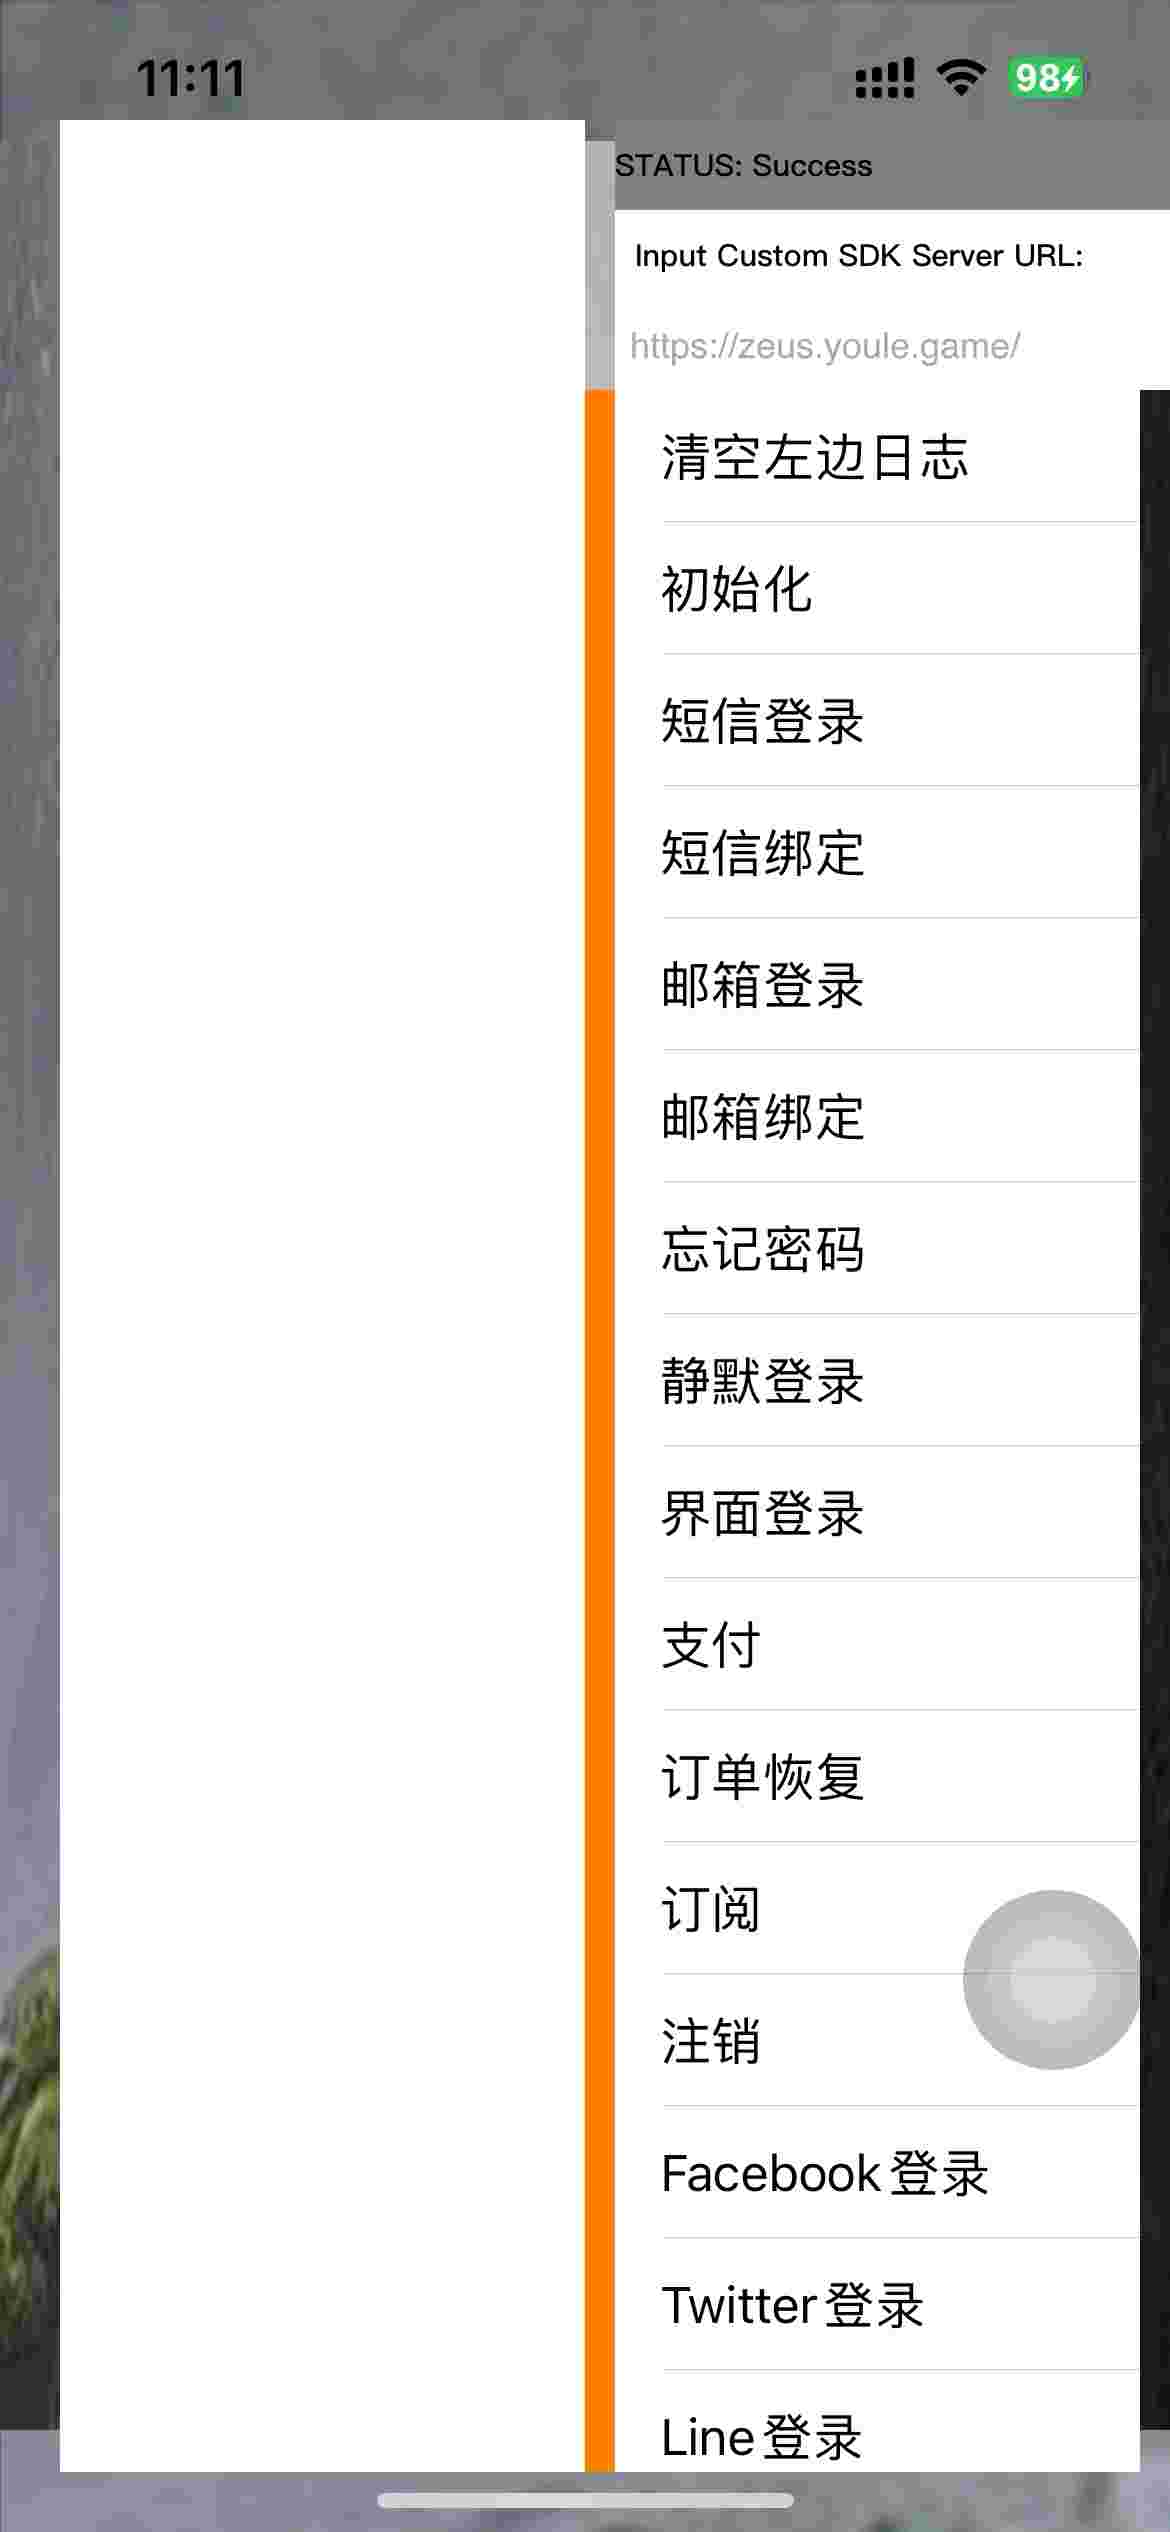 11:11
98
STATUS: Success
Input Custom SDK Server URL:
https://zeus.youle.game/
清空左边日志
初始化
短信登录
短信绑定
邮箱登录
邮箱绑定
忘记密码
静默登录
界面登录
支付
订单恢复
订阅
注销
Facebook登录
Twitter登录
Line登录